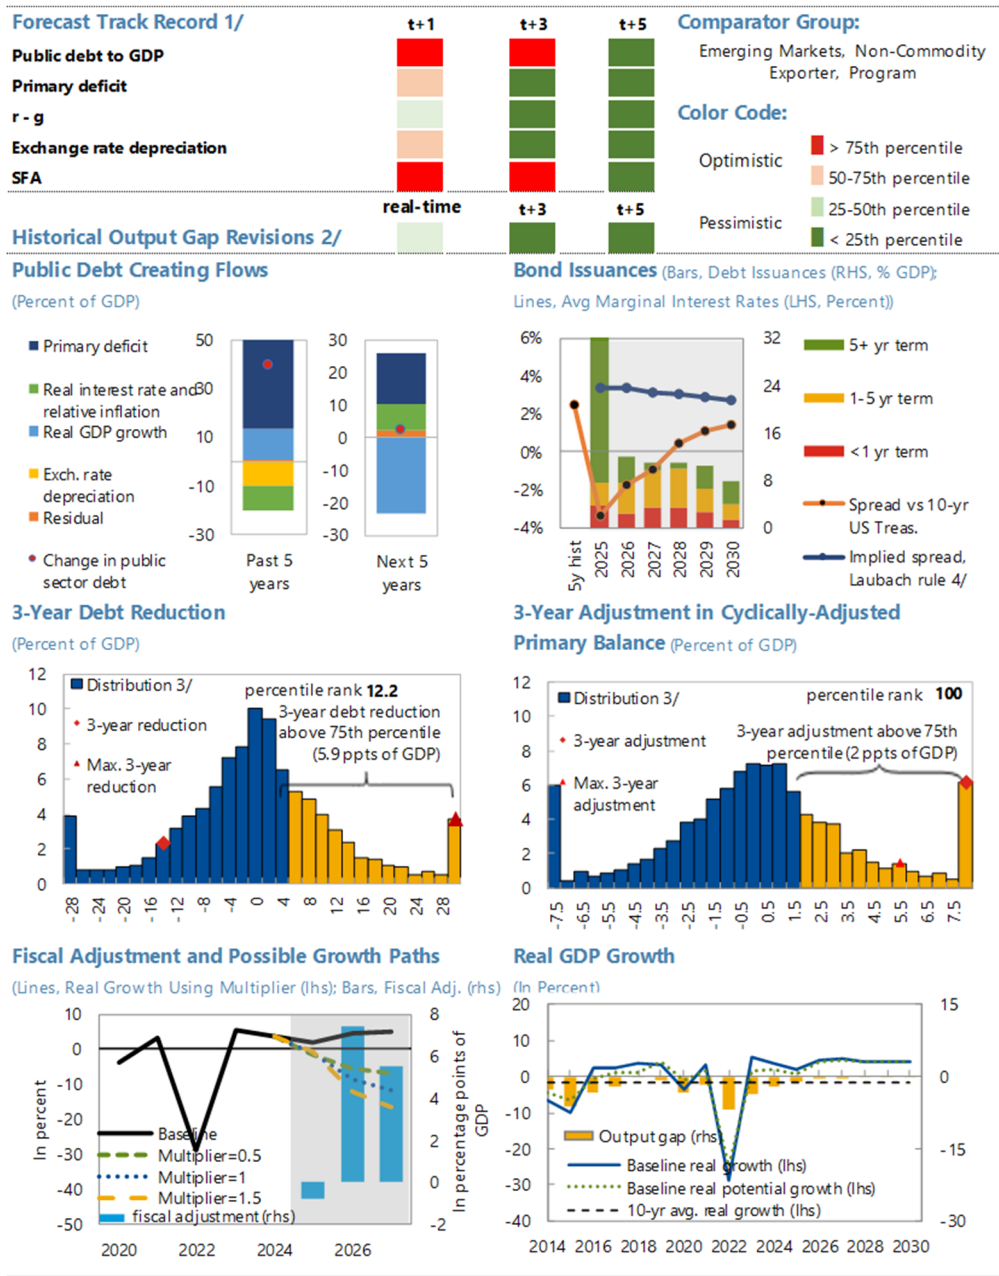 Forecast Track Record 1/ t+1 t+3 t+5 Comparator Group:
Public debt to GDP
Primary deficit
r - g
Exchange rate depreciation
SFA
Emerging Markets, Non-Commodity
Exporter, Program
Color Code:
Optimistic
> 75th percentile
50-75th percentile
25-50th percentile
Pessimistic
< 25th percentile
real-time t+3 t+5
Historical Output Gap Revisions 2/
Public Debt Creating Flows
(Percent of GDP)
Primary deficit
Real interest rate and
relative inflation
Real GDP growth
Exch. rate
depreciation
Residual
Change in public
sector debt
50
30
10
-10
-30
Past 5
years
30
20
10
0
-10
-20
-30
Next 5
years
Bond Issuances (Bars, Debt Issuances (RHS, % GDP);
Lines, Avg Marginal Interest Rates (LHS, Percent))
6%
4%
2%
0%
-2%
-4%
32
24
16
8
0
5y hist 2025 2026 2027 2028 2029 2030
5+ yr term
1-5 yr term
<1 yr term
Spread vs 10-yr
US Treas.
Implied spread,
Laubach rule 4/
3-Year Debt Reduction
(Percent of GDP)
12
10
8
6
4
2
0
Distribution 3/
3-year reduction
Max. 3-year
reduction
percentile rank 12.2
3-year debt reduction
above 75th percentile
(5.9 ppts of GDP)
-28 -24 -20 -16 -12 -8 -4 0 4 8 12 16 20 24 28
3-Year Adjustment in Cyclically-Adjusted
Primary Balance (Percent of GDP)
12
10
8
6
4
2
0
Distribution 3/
3-year adjustment
Max. 3-year
adjustment
percentile rank 100
3-year adjustment above 75th
percentile (2 ppts of GDP)
-7.5 -6.5 -5.5 -4.5 -3.5 -2.5 -1.5 -0.5 0.5 1.5 2.5 3.5 4.5 5.5 6.5 7.5
Fiscal Adjustment and Possible Growth Paths
(Lines, Real Growth Using Multiplier (lhs); Bars, Fiscal Adj. (rhs)
In percent
10
0
-10
-20
-30
-40
-50
Baseline
Multiplier=0.5
Multiplier=1
Multiplier=1.5
fiscal adjustment (rhs)
8
6
4
2
0
-2
In percentage points of
GDP
2020 2022 2024 2026
Real GDP Growth
(In Percent)
20
10
0
-10
-20
-30
-40
15
0
-15
-30
Output gap (rhs)
Baseline real growth (lhs)
Baseline real potential growth (lhs)
10-yr avg. real growth (lhs)
2014 2016 2018 2020 2022 2024 2026 2028 2030